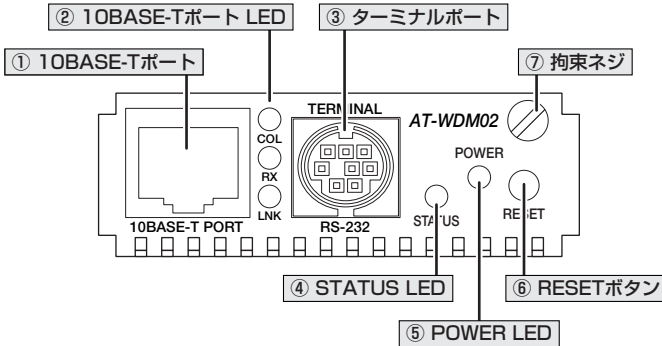 ② 10BASE-Tポート LED
③ ターミナルポート
① 10BASE-Tポート
⑦ 拘束ネジ
TERMINAL
AT-WDM02
COL
POWER
RX
LNK
STATUS
RESET
10BASE-T PORT
RS-232
④ STATUS LED
⑥ RESETボタン
⑤ POWER LED